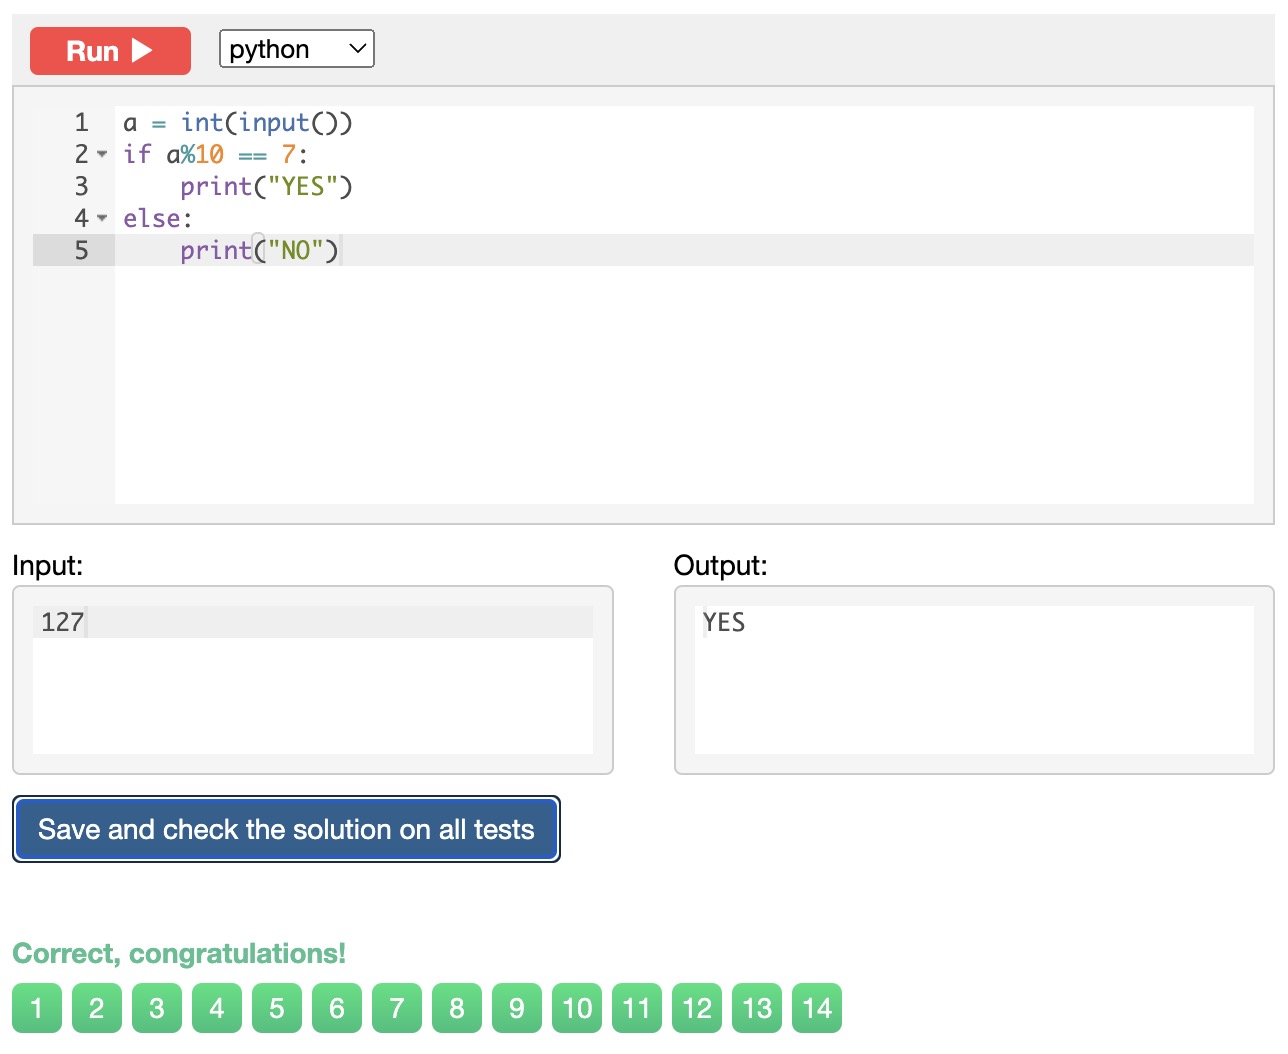 Run ▶ python
1 a = int(input())
2 if a%10 == 7:
3     print("YES")
4 else:
5     print("NO")
Input: Output:
127 YES
Save and check the solution on all tests
Correct, congratulations!
1 2 3 4 5 6 7 8 9 10 11 12 13 14